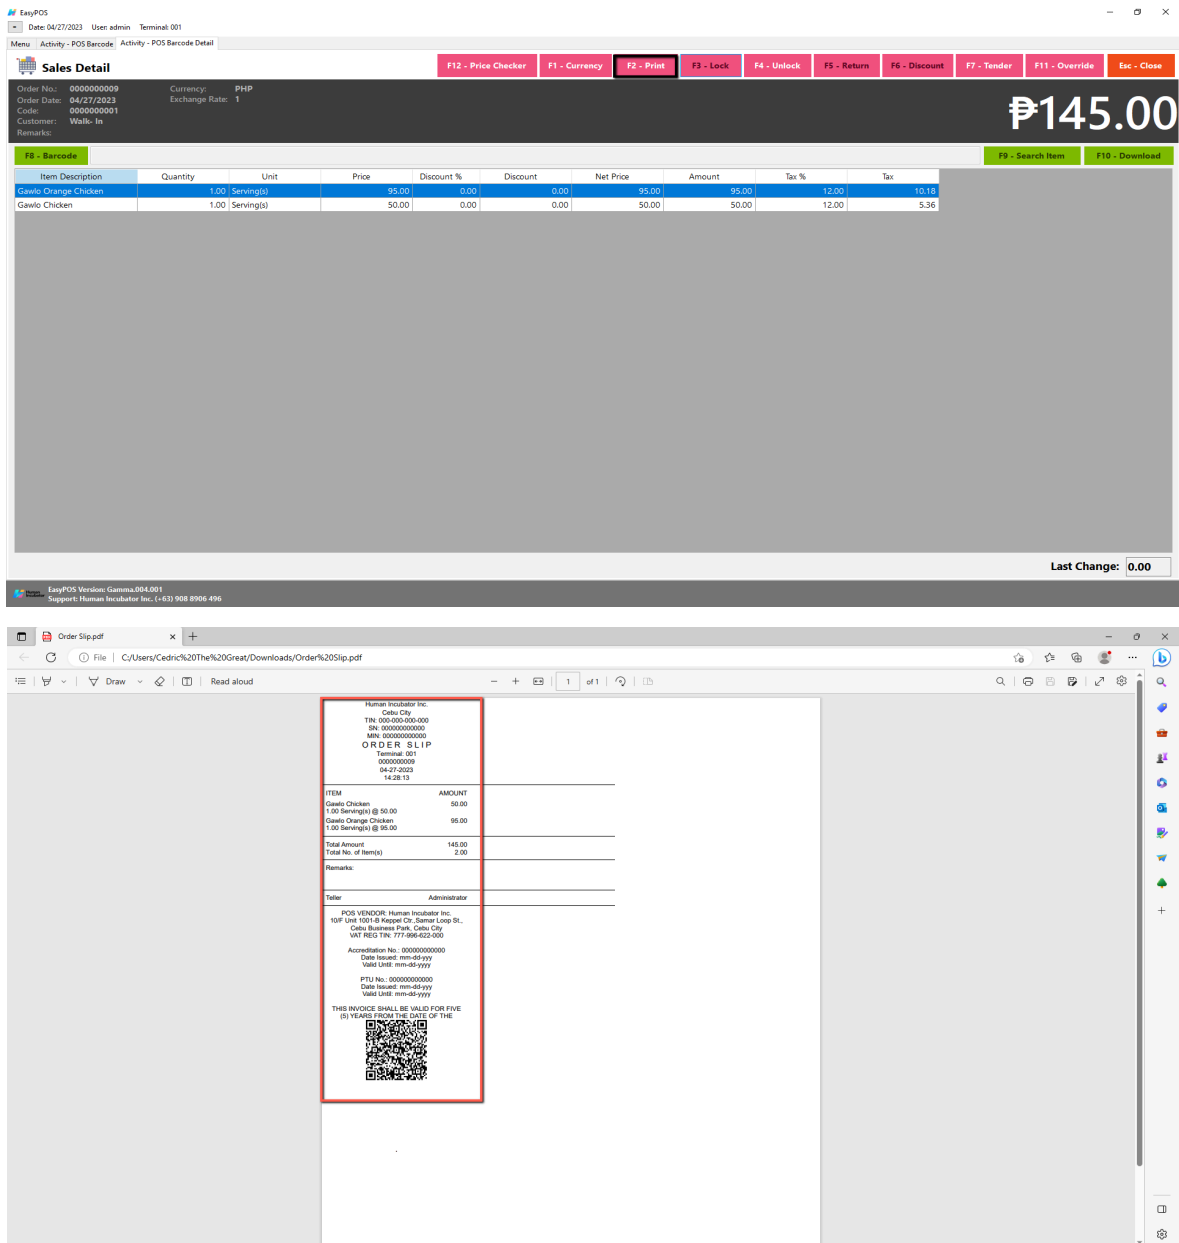 EasyPOS
Date: 04/27/2023 User: admin Terminal: 001
Menu Activity - POS Barcode Activity - POS Barcode Detail
Sales Detail
F12 - Price Checker F1 - Currency F2 - Print F3 - Lock F4 - Unlock F5 - Return F6 - Discount F7 - Tender F11 - Override Esc - Close
Order No.: 0000000009 Currency: PHP
Order Date: 04/27/2023 Exchange Rate: 1
Code: 0000000001
Customer: Walk- In
Remarks:
₱145.00
F8 - Barcode F9 - Search Item F10 - Download
Item Description Quantity Unit Price Discount % Discount Net Price Amount Tax % Tax
Gawlo Orange Chicken 1.00 Serving(s) 95.00 0.00 0.00 95.00 95.00 12.00 10.18
Gawlo Chicken 1.00 Serving(s) 50.00 0.00 0.00 50.00 50.00 12.00 5.36
Last Change: 0.00
EasyPOS Version: Gamma.004.001
Support: Human Incubator Inc. (+63) 908 8906 496
Order Slip.pdf
File C:/Users/Cedric%20The%20Great/Downloads/Order%20Slip.pdf
Draw Read aloud 1 of 1
Human Incubator Inc.
Cebu City
TIN: 000-000-000-000
SN: 000000000000
MIN: 000000000000
ORDER SLIP
Terminal: 001
0000000009
04-27-2023
14:28:13
ITEM AMOUNT
Gawlo Chicken 50.00
1.00 Serving(s) @ 50.00
Gawlo Orange Chicken 95.00
1.00 Serving(s) @ 95.00
Total Amount 145.00
Total No. of Item(s) 2.00
Remarks:
Teller Administrator
POS VENDOR: Human Incubator Inc.
10/F Unit 1001-B Keppel Ctr.,Samar Loop St.,
Cebu Business Park, Cebu City
VAT REG TIN: 777-996-622-000
Accreditation No.: 000000000000
Date Issued: mm-dd-yyy
Valid Until: mm-dd-yyyy
PTU No.: 000000000000
Date Issued: mm-dd-yyy
Valid Until: mm-dd-yyyy
THIS INVOICE SHALL BE VALID FOR FIVE
(5) YEARS FROM THE DATE OF THE